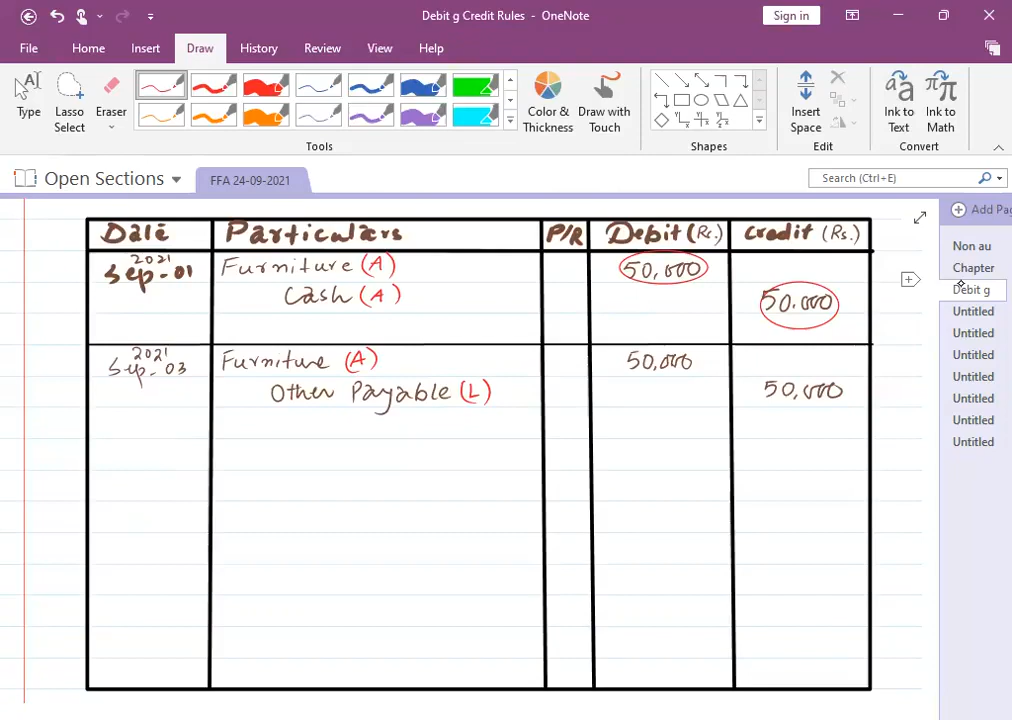 Debit g Credit Rules - OneNote
Sign in
File Home Insert Draw History Review View Help
Type
Lasso Select
Eraser
Color & Thickness
Draw with Touch
Insert Space
Ink to Text
Ink to Math
Tools
Shapes
Edit
Convert
Open Sections
FFA 24-09-2021
Search (Ctrl+E)
Add Pag
Non au
Chapter
Debit g
Untitled
Untitled
Untitled
Untitled
Untitled
Untitled
Untitled
Date Particulars P/R Debit (Rs.) Credit (Rs.)
2021
Sep-01 Furniture (A) 50,000
Cash (A) 50,000
2021
Sep-03 Furniture (A) 50,000
Other Payable (L) 50,000